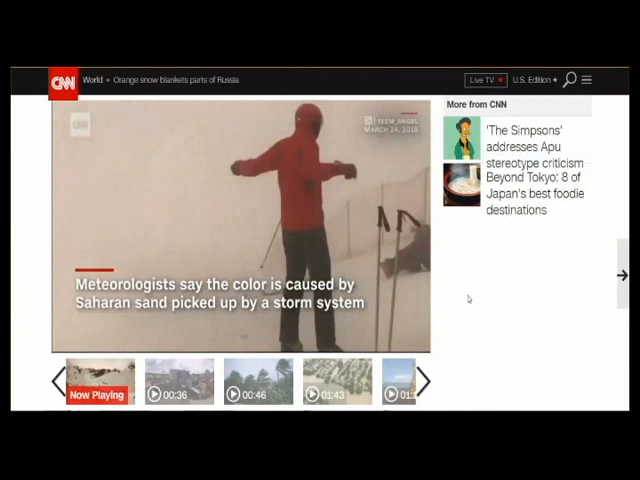 CNN
World » Orange snow blankets parts of Russia
Live TV
U.S. Edition
More from CNN
CNN
TEEM_ANGEL
MARCH 24, 2018
'The Simpsons'
addresses Apu
stereotype criticism
Beyond Tokyo: 8 of
Japan's best foodie
destinations
Meteorologists say the color is caused by
Saharan sand picked up by a storm system
Now Playing
00:36
00:46
01:43